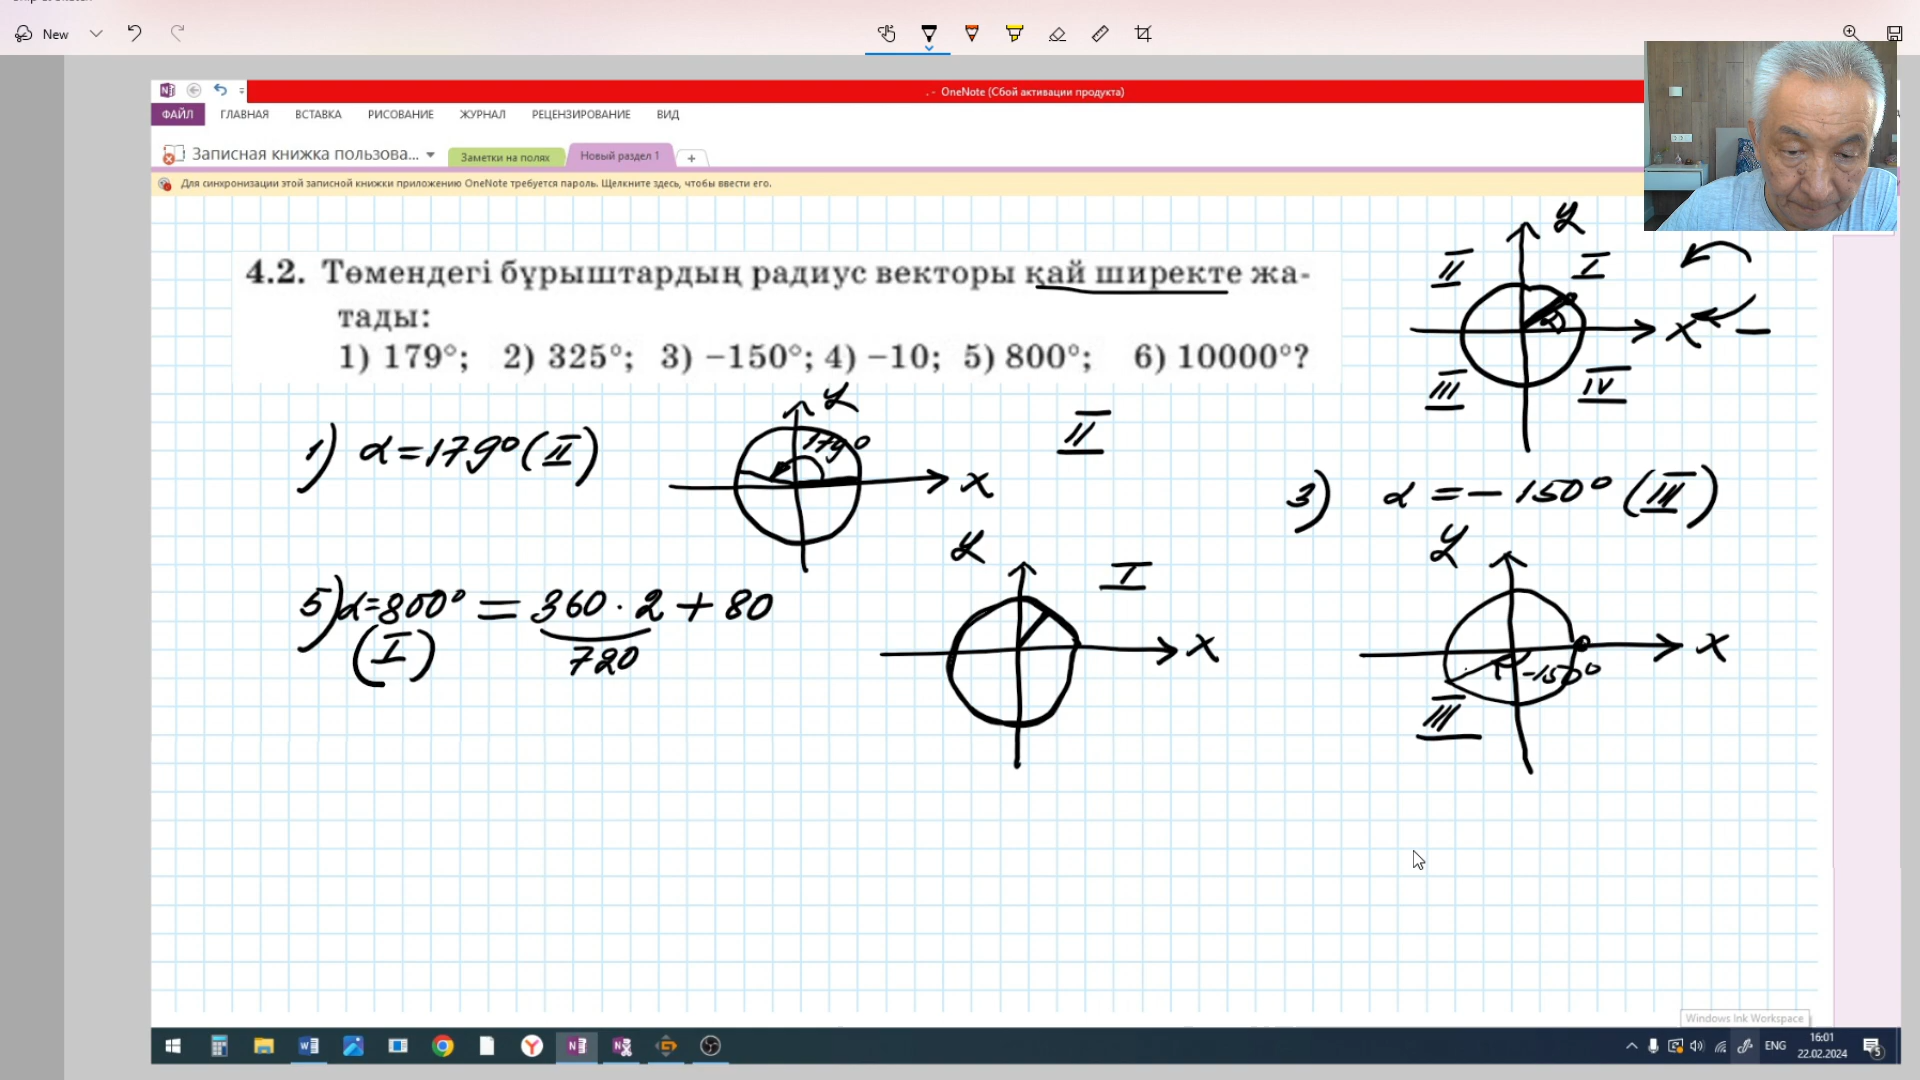 New
. - OneNote (Сбой активации продукта)
ФАЙЛ ГЛАВНАЯ ВСТАВКА РИСОВАНИЕ ЖУРНАЛ РЕЦЕНЗИРОВАНИЕ ВИД
Записная книжка пользова... Заметки на полях Новый раздел 1 +
Для синхронизации этой записной книжки приложению OneNote требуется пароль. Щелкните здесь, чтобы ввести его.
4.2. Төмендегі бұрыштардың радиус векторы қай ширекте жа-
тады:
1) 179°; 2) 325°; 3) −150°; 4) −10; 5) 800°; 6) 10000°?
y
II I
x −
III IV
1) α=179° (II)
y
179°
x
II
3) α = − 150° (III)
y
x
−150°
III
5) α=800° = 360 · 2 + 80
(I) 720
y
I
x
Windows Ink Workspace
ENG 16:01
22.02.2024
5